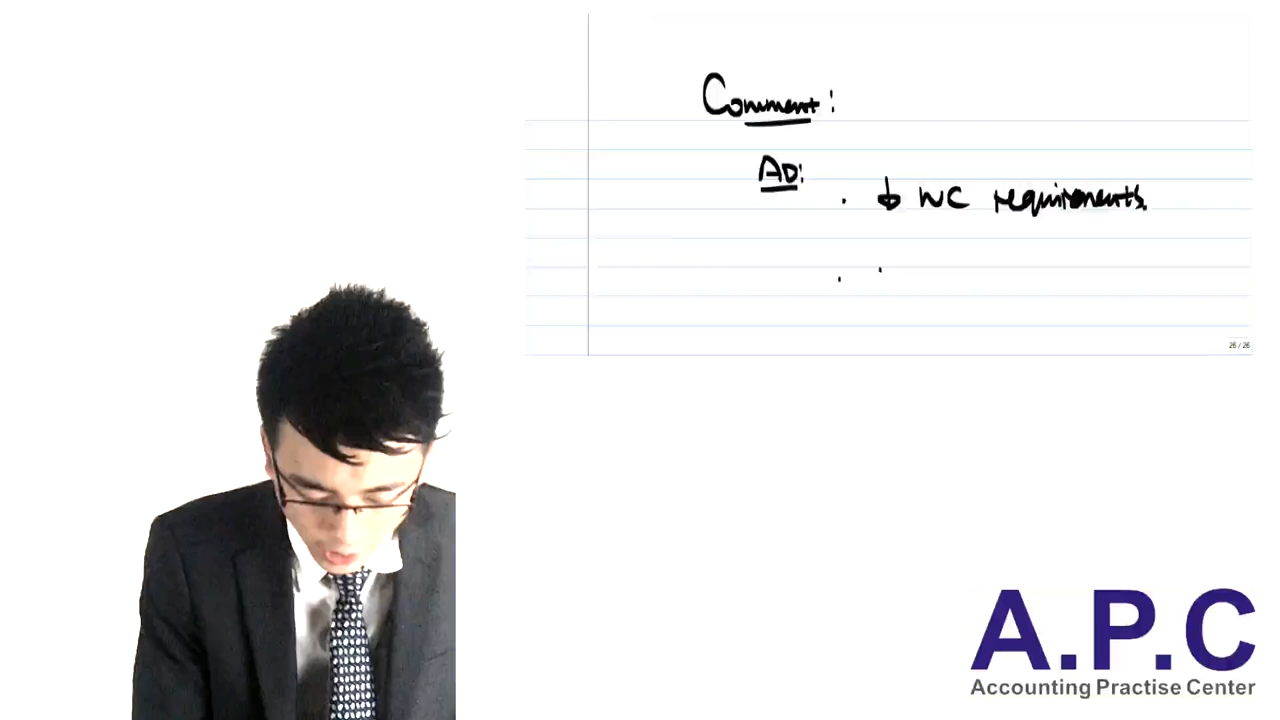 Comment:
AD:
. ↓ WC requirements.
26 / 26
A.P.C
Accounting Practise Center